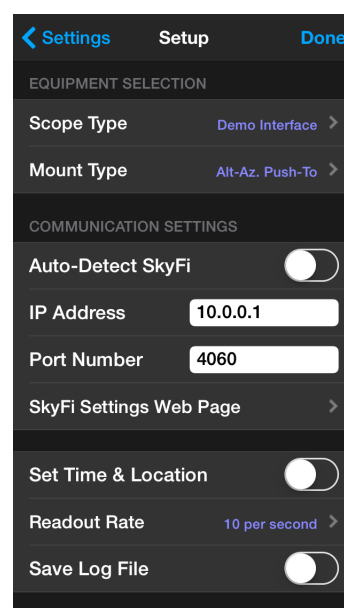 Settings Setup Done
EQUIPMENT SELECTION
Scope Type Demo Interface
Mount Type Alt-Az. Push-To
COMMUNICATION SETTINGS
Auto-Detect SkyFi
IP Address 10.0.0.1
Port Number 4060
SkyFi Settings Web Page
Set Time & Location
Readout Rate 10 per second
Save Log File